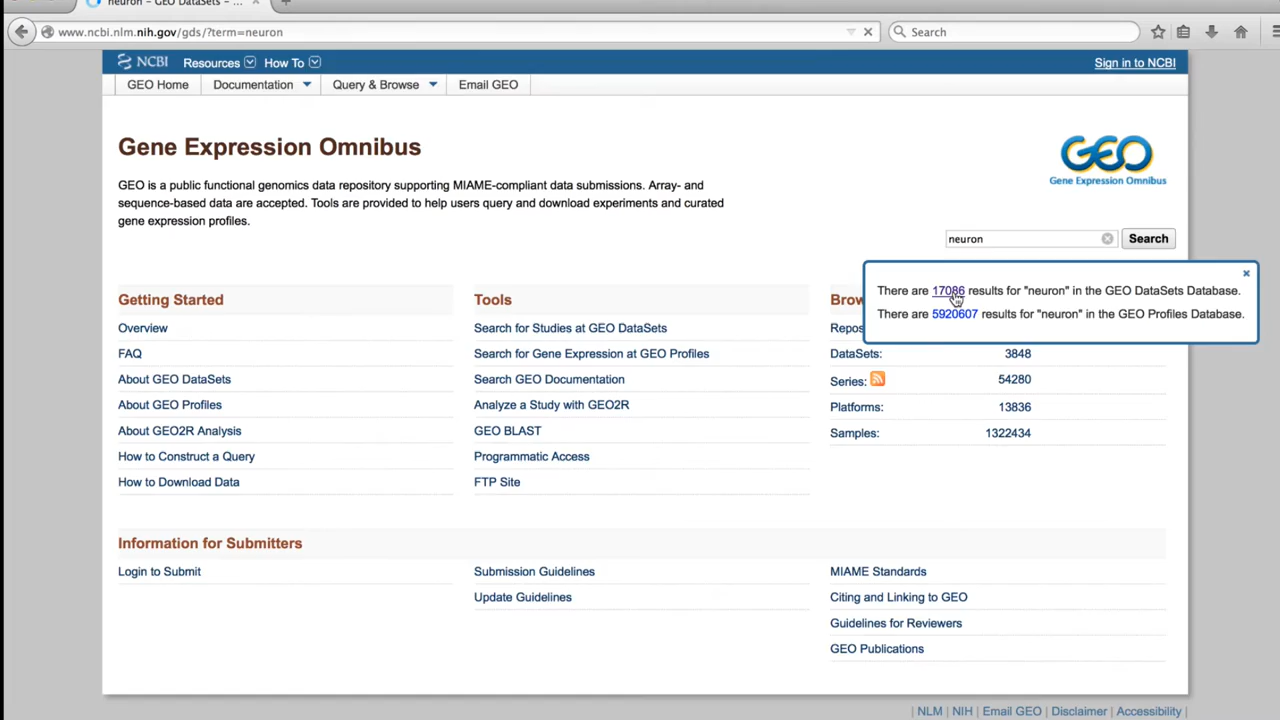 neuron – GEO DataSets – ...
www.ncbi.nlm.nih.gov/gds/?term=neuron
Search
NCBI Resources How To
Sign in to NCBI
GEO Home Documentation Query & Browse Email GEO
Gene Expression Omnibus
GEO is a public functional genomics data repository supporting MIAME-compliant data submissions. Array- and
sequence-based data are accepted. Tools are provided to help users query and download experiments and curated
gene expression profiles.
GEO
Gene Expression Omnibus
neuron
Search
There are 17086 results for "neuron" in the GEO DataSets Database.
There are 5920607 results for "neuron" in the GEO Profiles Database.
Getting Started
Overview
FAQ
About GEO DataSets
About GEO Profiles
About GEO2R Analysis
How to Construct a Query
How to Download Data
Tools
Search for Studies at GEO DataSets
Search for Gene Expression at GEO Profiles
Search GEO Documentation
Analyze a Study with GEO2R
GEO BLAST
Programmatic Access
FTP Site
DataSets: 3848
Series: 54280
Platforms: 13836
Samples: 1322434
Information for Submitters
Login to Submit
Submission Guidelines
Update Guidelines
MIAME Standards
Citing and Linking to GEO
Guidelines for Reviewers
GEO Publications
| NLM | NIH | Email GEO | Disclaimer | Accessibility |